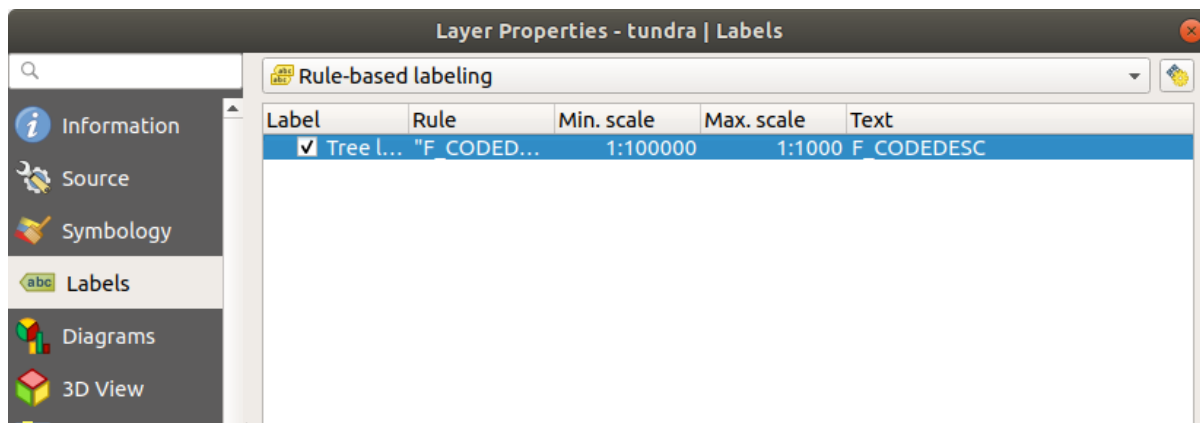 Layer Properties - tundra | Labels
Rule-based labeling
Information
Source
Symbology
abc Labels
Diagrams
3D View
Label Rule Min. scale Max. scale Text
Tree l... "F_CODED... 1:100000 1:1000 F_CODEDESC